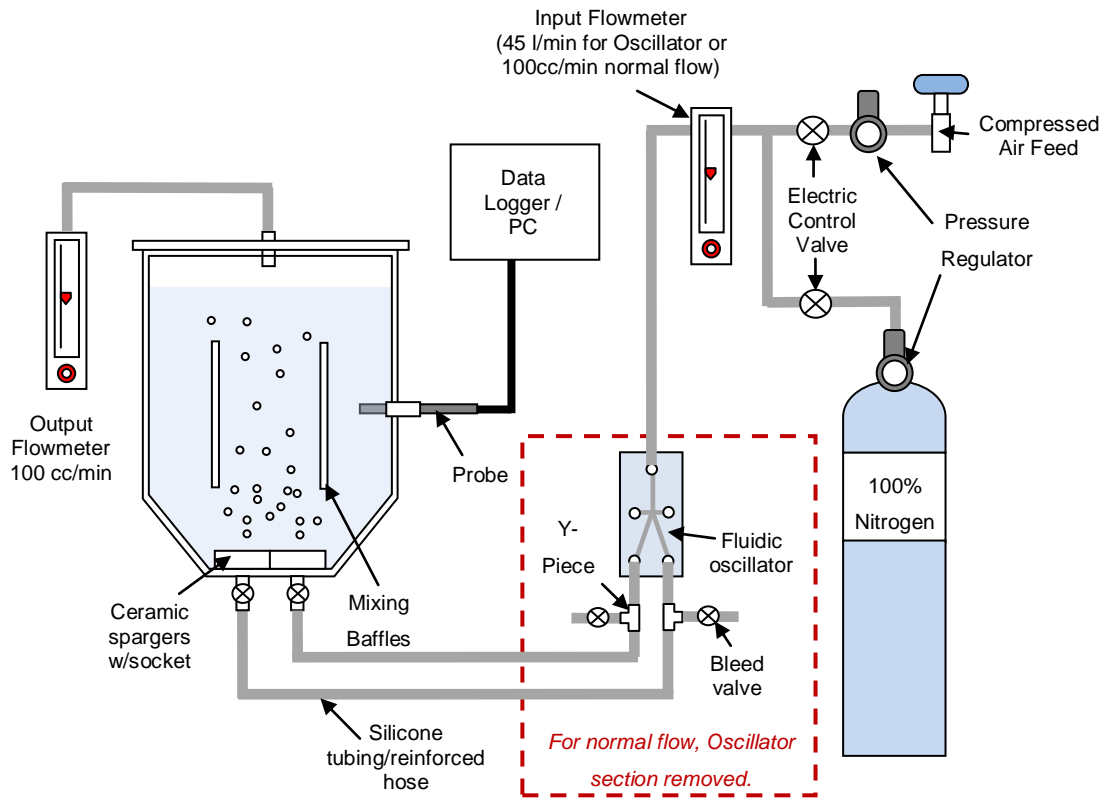 Input Flowmeter
(45 l/min for Oscillator or
100cc/min normal flow)
Compressed
Air Feed
Data
Logger /
PC
Electric
Control
Valve
Pressure
Regulator
Output
Flowmeter
100 cc/min
Probe
100%
Nitrogen
Y-
Piece
Fluidic
oscillator
Ceramic
spargers
w/socket
Mixing
Baffles
Bleed
valve
Silicone
tubing/reinforced
hose
For normal flow, Oscillator
section removed.